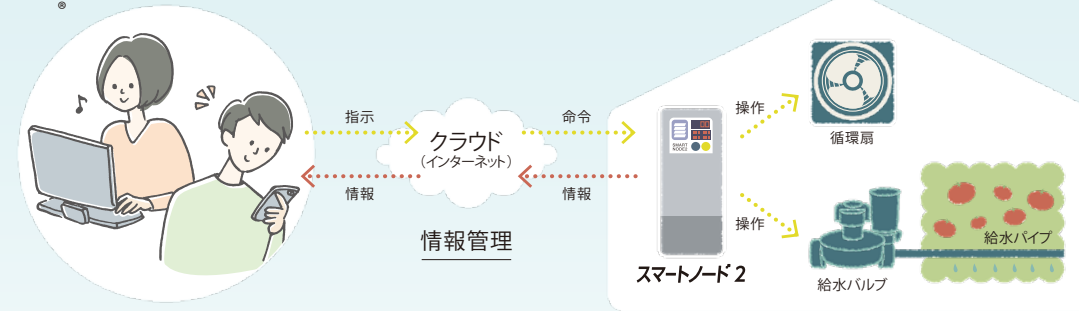 ®
指示
クラウド
(インターネット)
命令
情報
情報
情報管理
SMART
NODE2
スマートノード2
操作
循環扇
操作
給水バルブ
給水パイプ